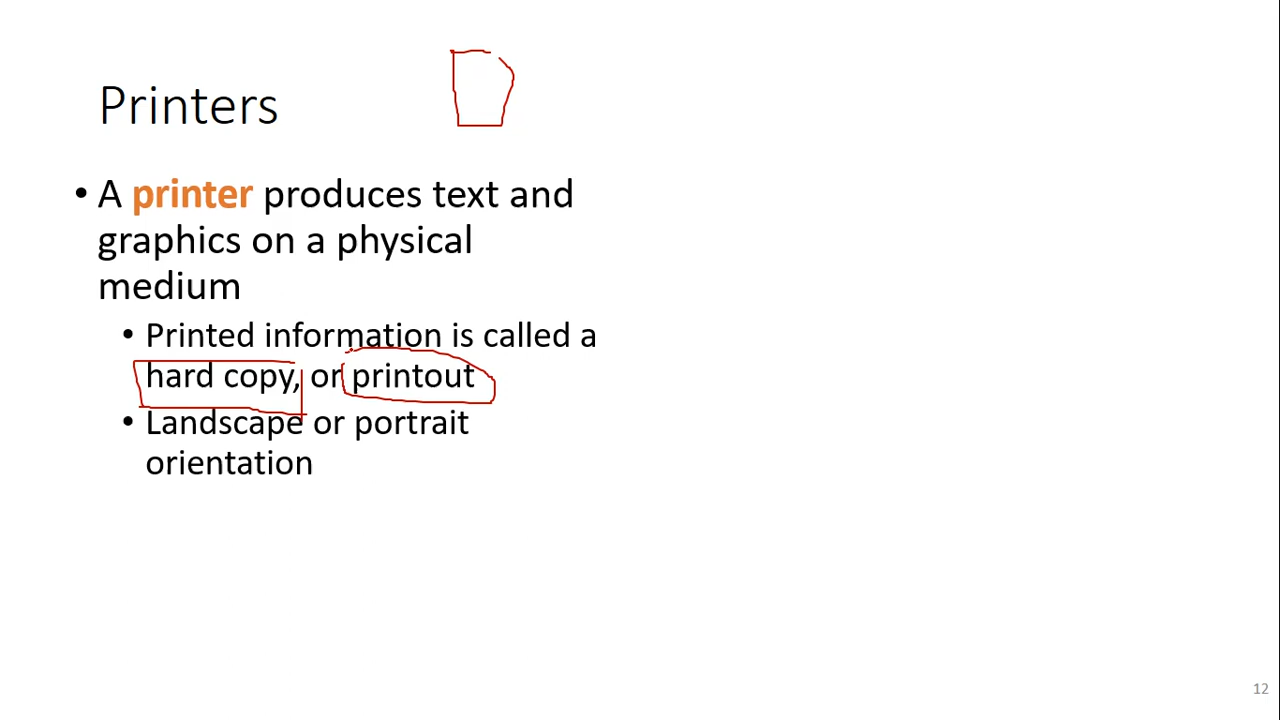 Printers
• A printer produces text and
graphics on a physical
medium
• Printed information is called a
hard copy, or printout
• Landscape or portrait
orientation
12